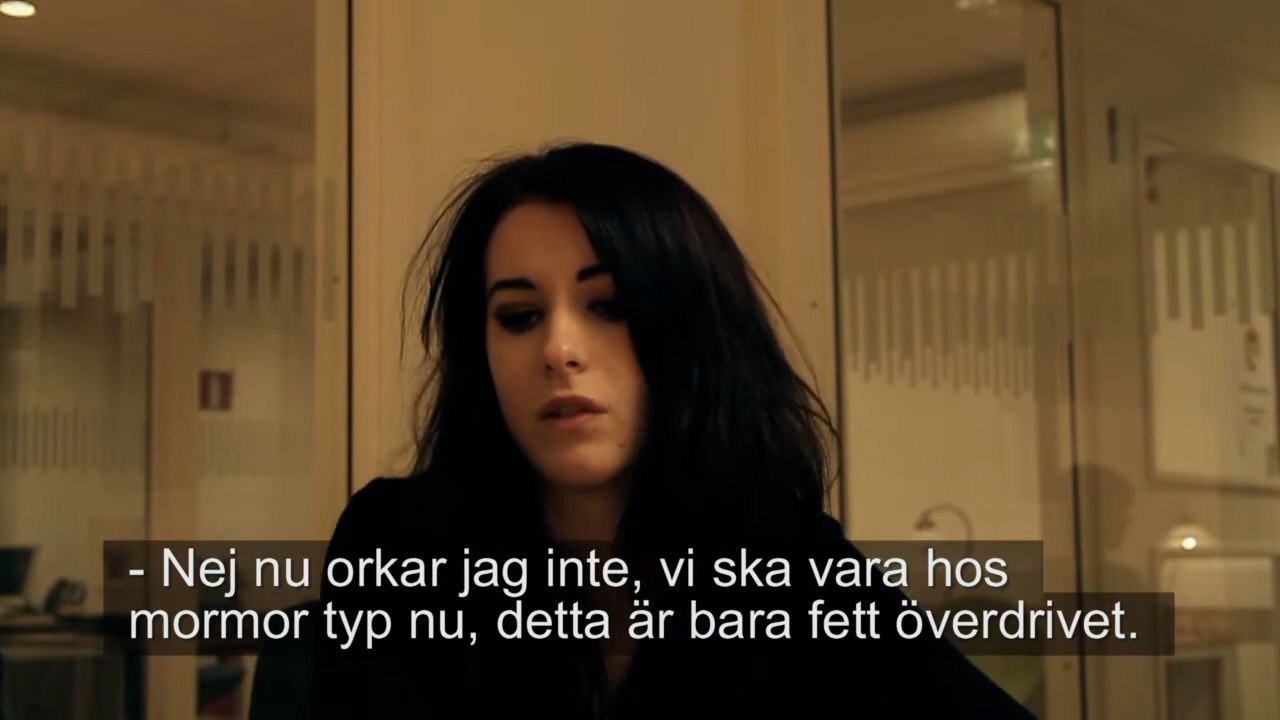 - Nej nu orkar jag inte, vi ska vara hos
mormor typ nu, detta är bara fett överdrivet.